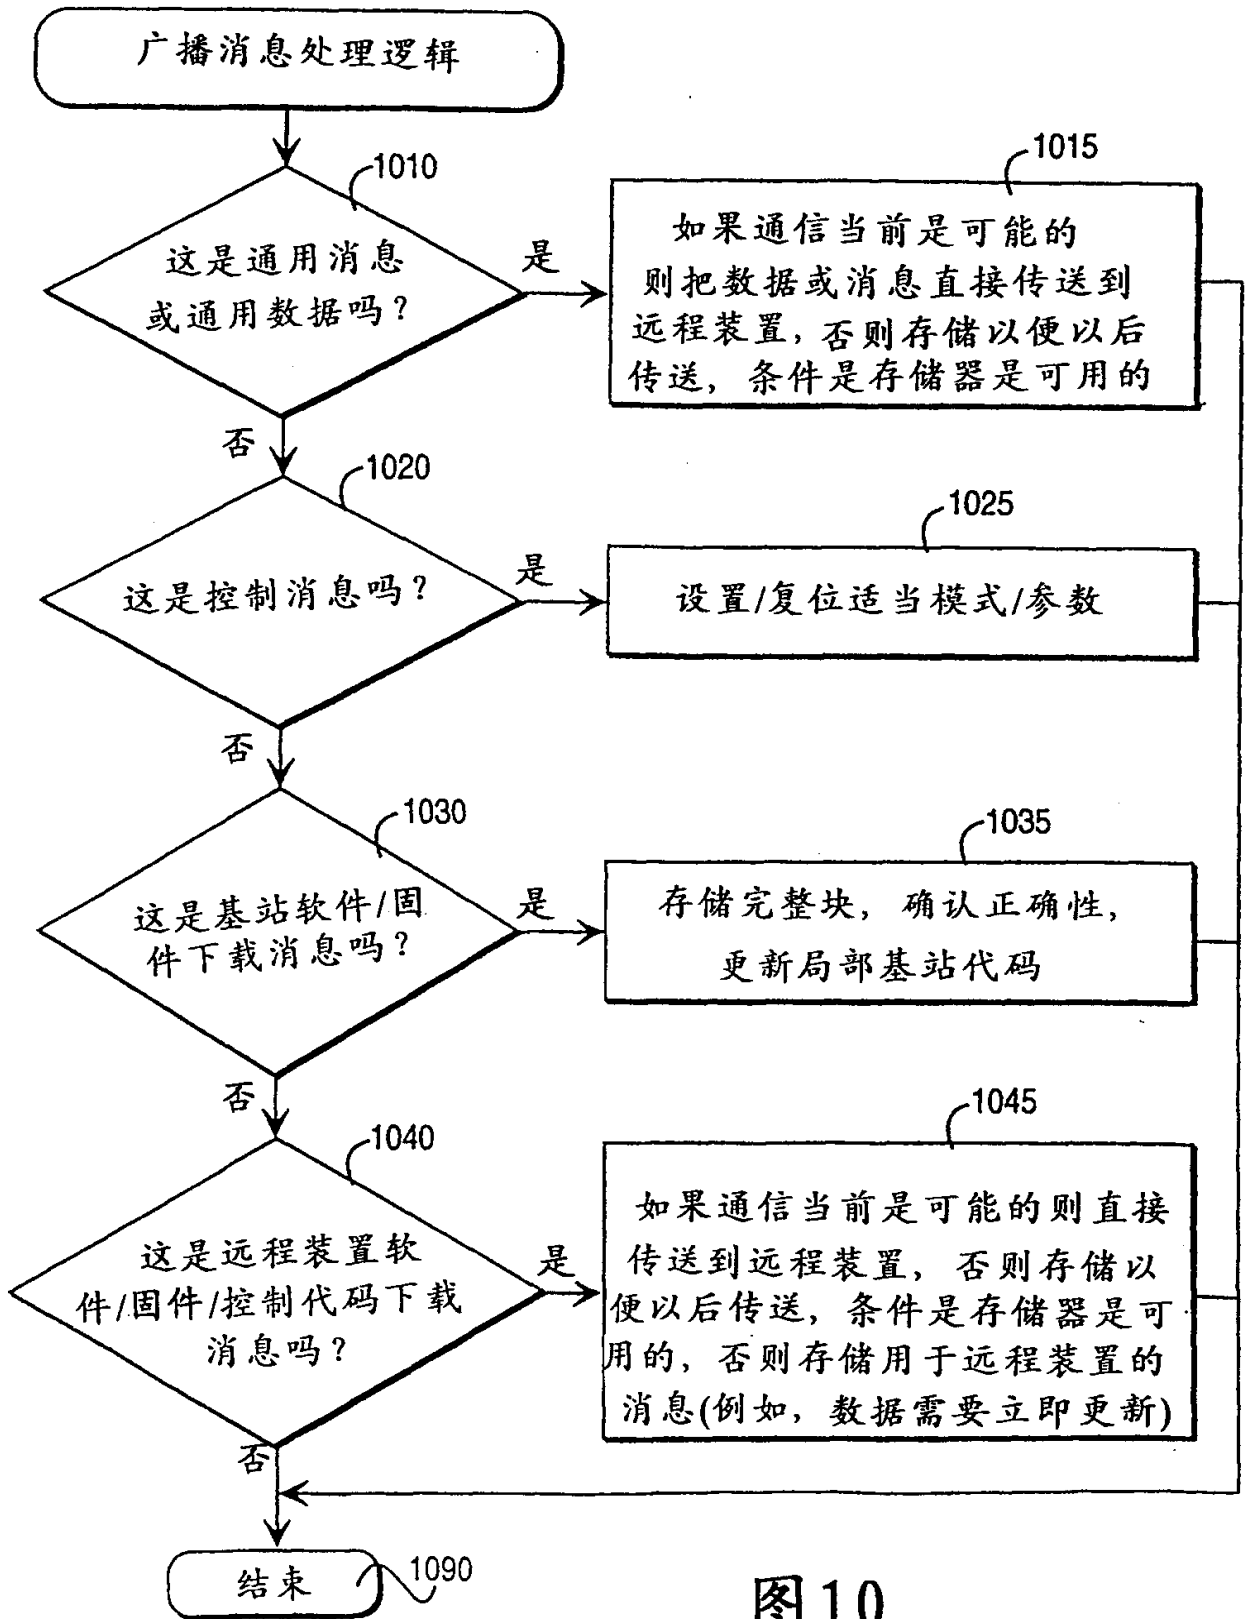 广播消息处理逻辑
1010
这是通用消息
或通用数据吗?
是
1015
如果通信当前是可能的
则把数据或消息直接传送到
远程装置, 否则存储以便以后
传送, 条件是存储器是可用的
否
1020
这是控制消息吗?
是
1025
设置/复位适当模式/参数
否
1030
这是基站软件/固
件下载消息吗?
是
1035
存储完整块, 确认正确性,
更新局部基站代码
否
1040
这是远程装置软
件/固件/控制代码下载
消息吗?
是
1045
如果通信当前是可能的则直接
传送到远程装置, 否则存储以
便以后传送, 条件是存储器是可
用的, 否则存储用于远程装置的
消息(例如, 数据需要立即更新)
否
结束
1090
图10